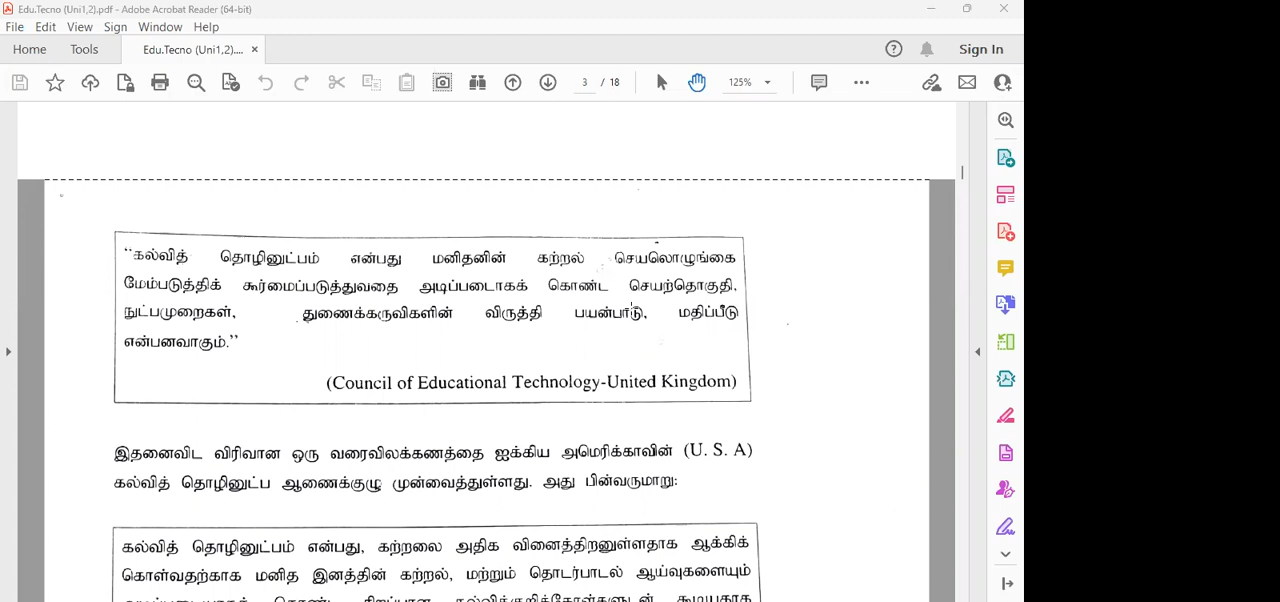 Edu.Tecno (Uni1,2).pdf - Adobe Acrobat Reader (64-bit)
File Edit View Sign Window Help
Home Tools Edu.Tecno (Uni1,2).... × Sign In
3 / 18 125%
“கல்வித் தொழினுட்பம் என்பது மனிதனின் கற்றல் செயலொழுங்கை
மேம்படுத்திக் கூர்மைப்படுத்துவதை அடிப்படைாகக் கொண்ட செயற்தொகுதி,
நுட்பமுறைகள், துணைக்கருவிகளின் விருத்தி பயன்பாடு, மதிப்பீடு
என்பனவாகும்.”
(Council of Educational Technology-United Kingdom)
இதனைவிட விரிவான ஒரு வரைவிலக்கணத்தை ஐக்கிய அமெரிக்காவின் (U. S. A)
கல்வித் தொழினுட்ப ஆணைக்குழு முன்வைத்துள்ளது. அது பின்வருமாறு:
கல்வித் தொழினுட்பம் என்பது, கற்றலை அதிக வினைத்திறனுள்ளதாக ஆக்கிக்
கொள்வதற்காக மனித இனத்தின் கற்றல், மற்றும் தொடர்பாடல் ஆய்வுகளையும்